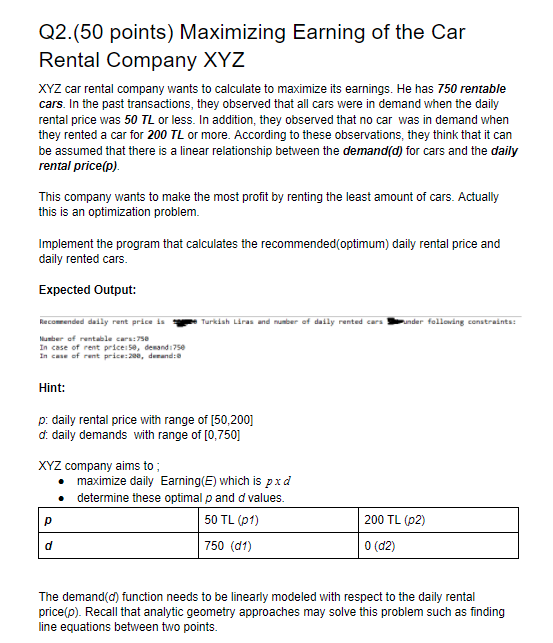 Q2.(50 points) Maximizing Earning of the Car
Rental Company XYZ
XYZ car rental company wants to calculate to maximize its earnings. He has 750 rentable
cars. In the past transactions, they observed that all cars were in demand when the daily
rental price was 50 TL or less. In addition, they observed that no car was in demand when
they rented a car for 200 TL or more. According to these observations, they think that it can
be assumed that there is a linear relationship between the demand(d) for cars and the daily
rental price(p).
This company wants to make the most profit by renting the least amount of cars. Actually
this is an optimization problem.
Implement the program that calculates the recommended(optimum) daily rental price and
daily rented cars.
Expected Output:
Recommended daily rent price is Turkish Liras and number of daily rented cars under following constraints:
Number of rentable cars:750
In case of rent price:50, demand:750
In case of rent price:200, demand:0
Hint:
p: daily rental price with range of [50,200]
d: daily demands with range of [0,750]
XYZ company aims to ;
• maximize daily Earning(E) which is p x d
• determine these optimal p and d values.
p 50 TL (p1) 200 TL (p2)
d 750 (d1) 0 (d2)
The demand(d) function needs to be linearly modeled with respect to the daily rental
price(p). Recall that analytic geometry approaches may solve this problem such as finding
line equations between two points.